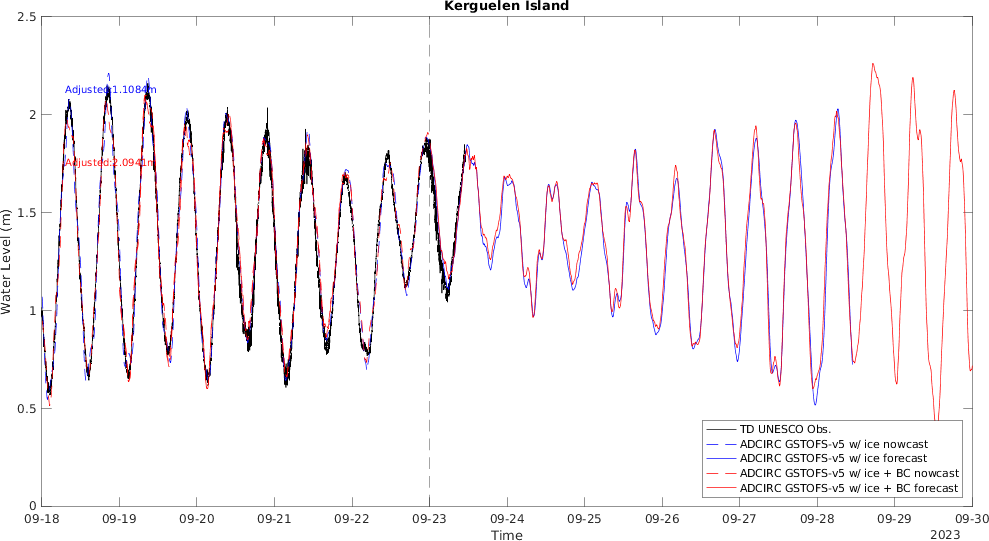 Kerguelen Island
2.5
2
1.5
1
0.5
0
Water Level (m)
Adjusted:1.1084m
Adjusted:2.0941m
TD UNESCO Obs.
ADCIRC GSTOFS-v5 w/ ice nowcast
ADCIRC GSTOFS-v5 w/ ice forecast
ADCIRC GSTOFS-v5 w/ ice + BC nowcast
ADCIRC GSTOFS-v5 w/ ice + BC forecast
09-18 09-19 09-20 09-21 09-22 09-23 09-24 09-25 09-26 09-27 09-28 09-29 09-30
Time
2023